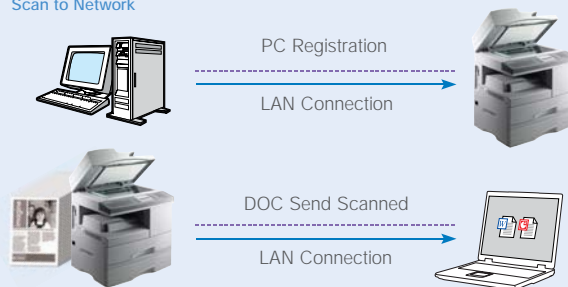 Scan to Network
PC Registration
LAN Connection
DOC Send Scanned
LAN Connection